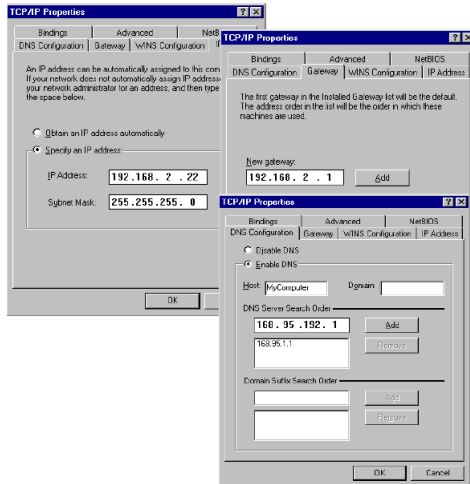 TCP/IP Properties
Bindings Advanced NetB
DNS Configuration Gateway WINS Configuration IP
An IP address can be automatically assigned to this com
If your network does not automatically assign IP address
your network administrator for an address, and then type
the space below.
Obtain an IP address automatically
Specify an IP address:
IP Address: 192.168. 2 .22
Subnet Mask: 255.255.255. 0
OK
TCP/IP Properties
Bindings Advanced NetBIOS
DNS Configuration Gateway WINS Configuration IP Address
The first gateway in the Installed Gateway list will be the default.
The address order in the list will be the order in which these
machines are used.
New gateway:
192.168. 2 . 1 Add
TCP/IP Properties
Bindings Advanced NetBIOS
DNS Configuration Gateway WINS Configuration IP Address
Disable DNS
Enable DNS
Host: MyComputer Domain:
DNS Server Search Order
168. 95 .192. 1 Add
168.95.1.1 Remove
Domain Suffix Search Order
Add
Remove
OK Cancel